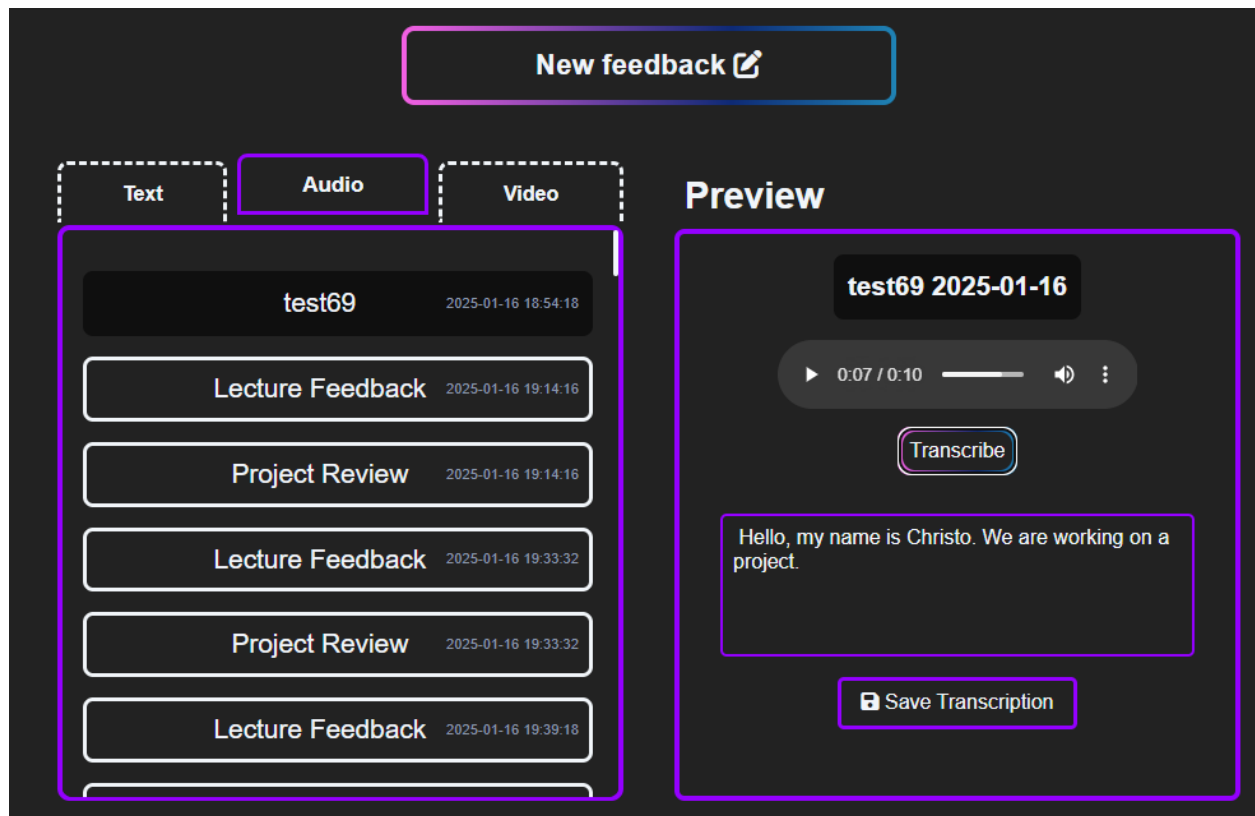 New feedback
Text
Audio
Video
test69 2025-01-16 18:54:18
Lecture Feedback 2025-01-16 19:14:16
Project Review 2025-01-16 19:14:16
Lecture Feedback 2025-01-16 19:33:32
Project Review 2025-01-16 19:33:32
Lecture Feedback 2025-01-16 19:39:18
Preview
test69 2025-01-16
0:07 / 0:10
Transcribe
Hello, my name is Christo. We are working on a
project.
Save Transcription